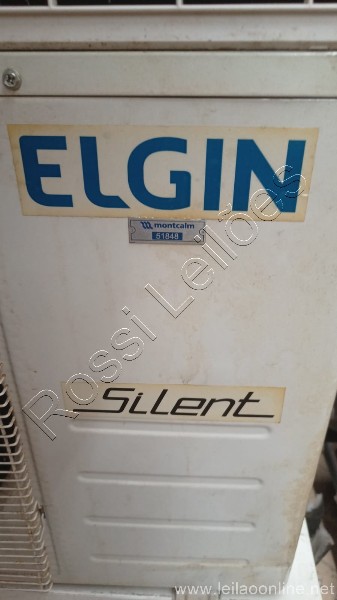 ELGIN
montcalm
51848
Rossi Leilões
Silent
www.leilaoonline.net